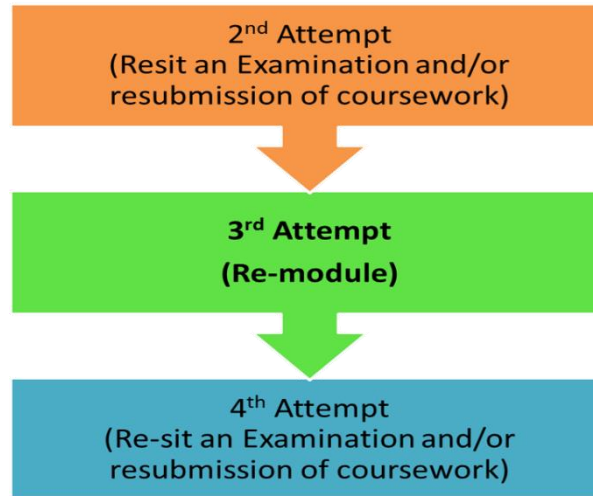 2nd Attempt
(Resit an Examination and/or
resubmission of coursework)
3rd Attempt
(Re-module)
4th Attempt
(Re-sit an Examination and/or
resubmission of coursework)